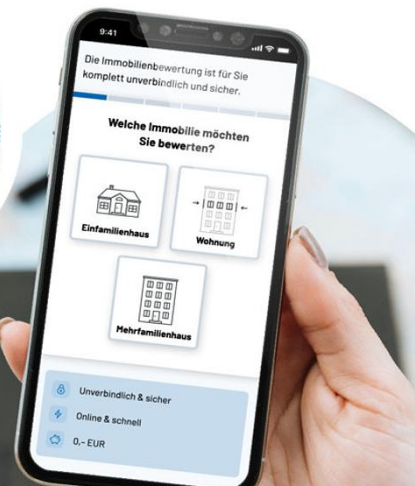 9:41
Die Immobilienbewertung ist für Sie
komplett unverbindlich und sicher.
Welche Immobilie möchten
Sie bewerten?
Einfamilienhaus
Wohnung
Mehrfamilienhaus
Unverbindlich & sicher
Online & schnell
0,- EUR